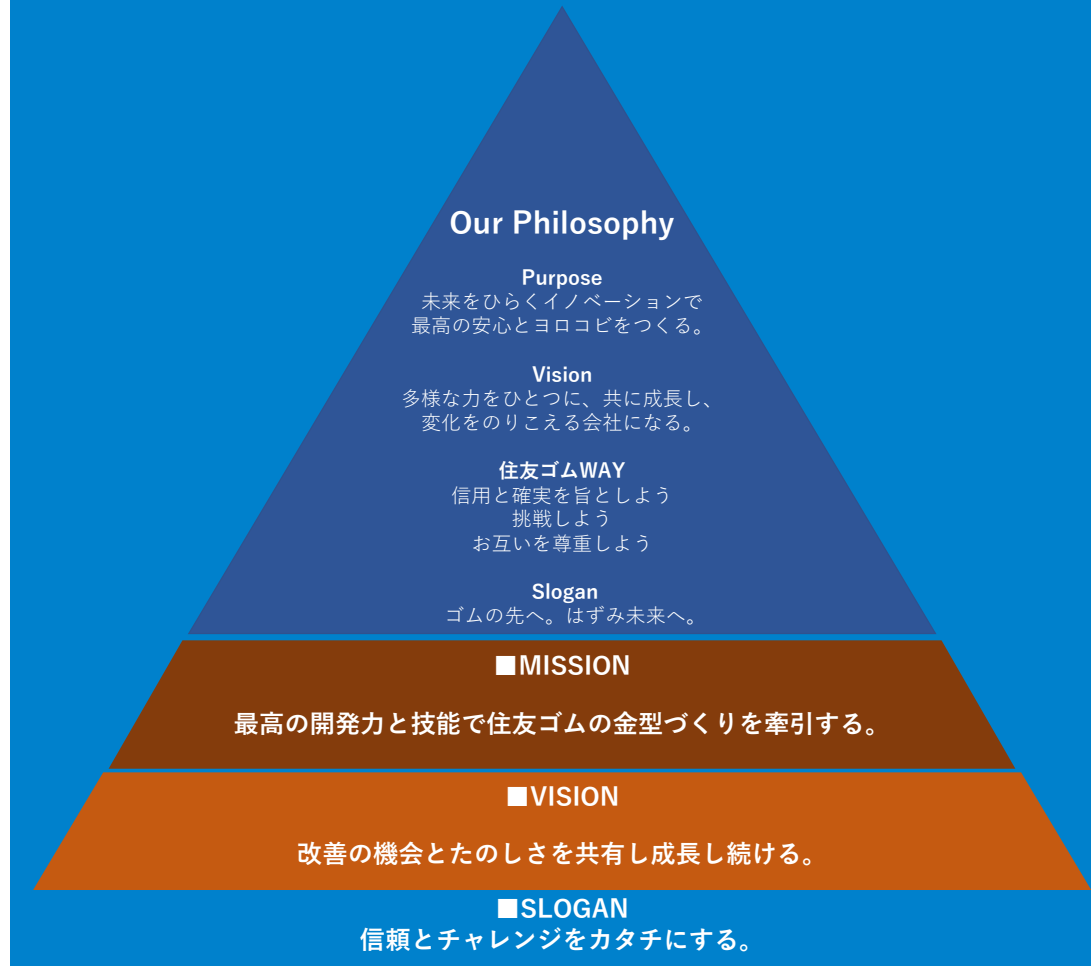 Our Philosophy
Purpose
未来をひらくイノベーションで
最高の安心とヨロコビをつくる。
Vision
多様な力をひとつに、共に成長し、
変化をのりこえる会社になる。
住友ゴムWAY
信用と確実を旨としよう
挑戦しよう
お互いを尊重しよう
Slogan
ゴムの先へ。はずみ未来へ。
■MISSION
最高の開発力と技能で住友ゴムの金型づくりを牽引する。
■VISION
改善の機会とたのしさを共有し成長し続ける。
■SLOGAN
信頼とチャレンジをカタチにする。